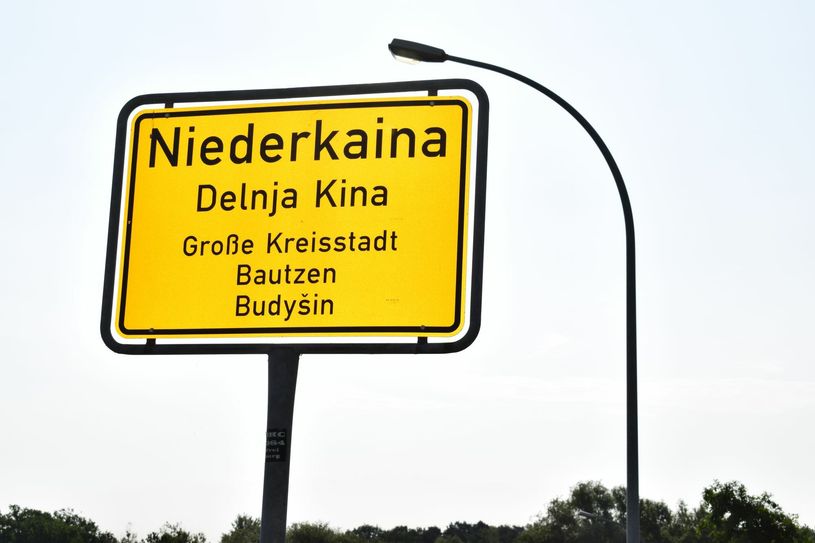 Niederkaina
Delnja Kina
Große Kreisstadt
Bautzen
Budyšin